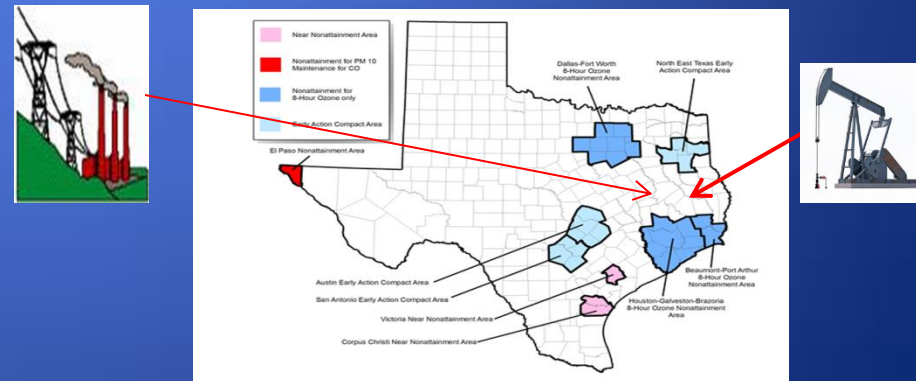 Near Nonattainment Area
Nonattainment for PM 10
Maintenance for CO
Nonattainment for
8-Hour Ozone only
Early Action Compact Area
Dallas-Fort Worth
8-Hour Ozone
Nonattainment Area
North East Texas Early
Action Compact Area
El Paso Nonattainment Area
Austin Early Action Compact Area
San Antonio Early Action Compact Area
Victoria Near Nonattainment Area
Corpus Christi Near Nonattainment Area
Beaumont-Port Arthur
8-Hour Ozone
Nonattainment Area
Houston-Galveston-Brazoria
8-Hour Ozone Nonattainment
Area